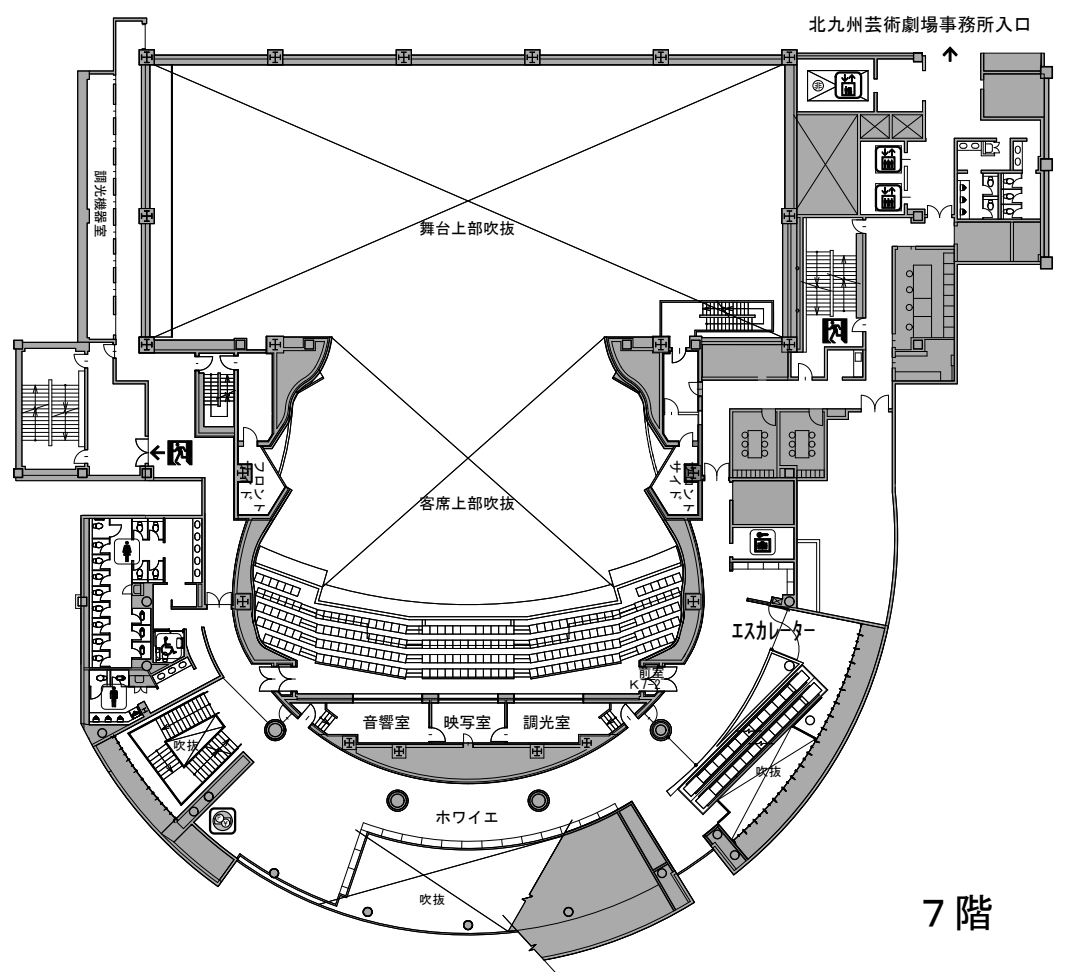 北九州芸術劇場事務所入口
調光機器室
舞台上部吹抜
フロント
サイド
フロント
サイド
客席上部吹抜
エスカレーター
前室
音響室
映写室
調光室
吹抜
吹抜
ホワイエ
吹抜
7階